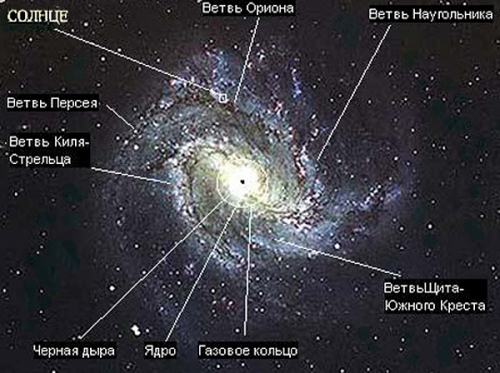 СОЛНЦЕ
Ветвь Ориона
Ветвь Наугольника
Ветвь Персея
Ветвь Киля-
Стрельца
ВетвьЩита-
Южного Креста
Черная дыра
Ядро
Газовое кольцо